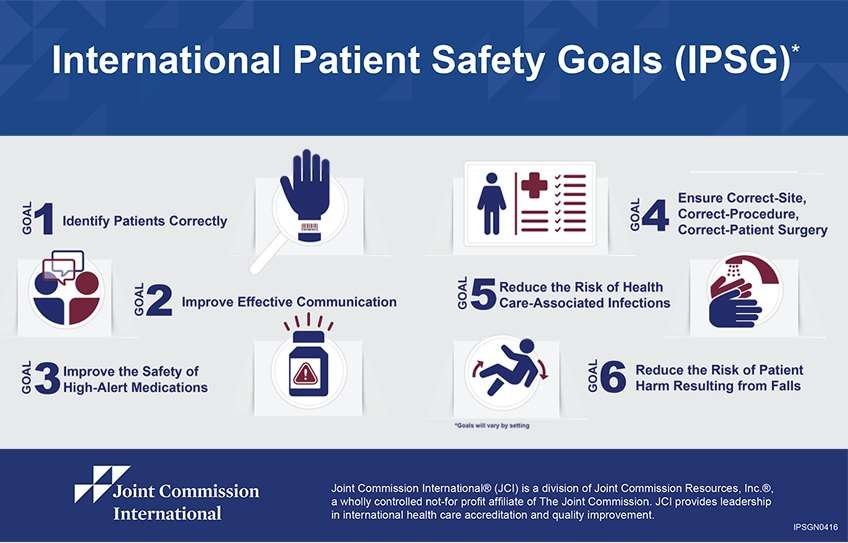 International Patient Safety Goals (IPSG)*
GOAL 1 Identify Patients Correctly
GOAL 2 Improve Effective Communication
GOAL 3 Improve the Safety of
High-Alert Medications
GOAL 4 Ensure Correct-Site,
Correct-Procedure,
Correct-Patient Surgery
GOAL 5 Reduce the Risk of Health
Care-Associated Infections
GOAL 6 Reduce the Risk of Patient
Harm Resulting from Falls
*Goals will vary by setting
Joint Commission
International
Joint Commission International® (JCI) is a division of Joint Commission Resources, Inc.®,
a wholly controlled not-for profit affiliate of The Joint Commission. JCI provides leadership
in international health care accreditation and quality improvement.
IPSGN0416